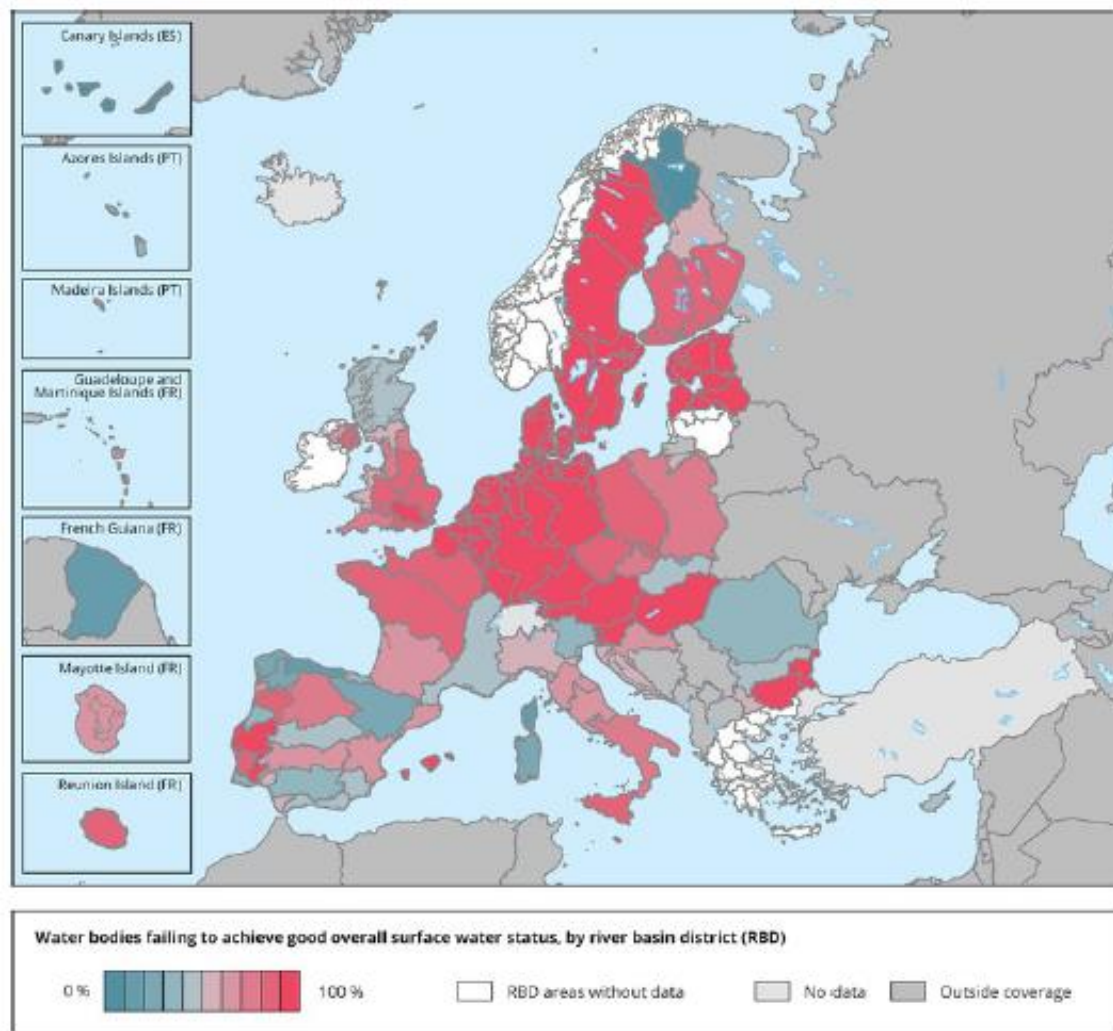 Canary Islands (ES)
Azores Islands (PT)
Madeira Islands (PT)
Guadeloupe and
Martinique Islands (FR)
French Guiana (FR)
Mayotte Island (FR)
Reunion Island (FR)
Water bodies failing to achieve good overall surface water status, by river basin district (RBD)
0 %
100 %
RBD areas without data
No data
Outside coverage